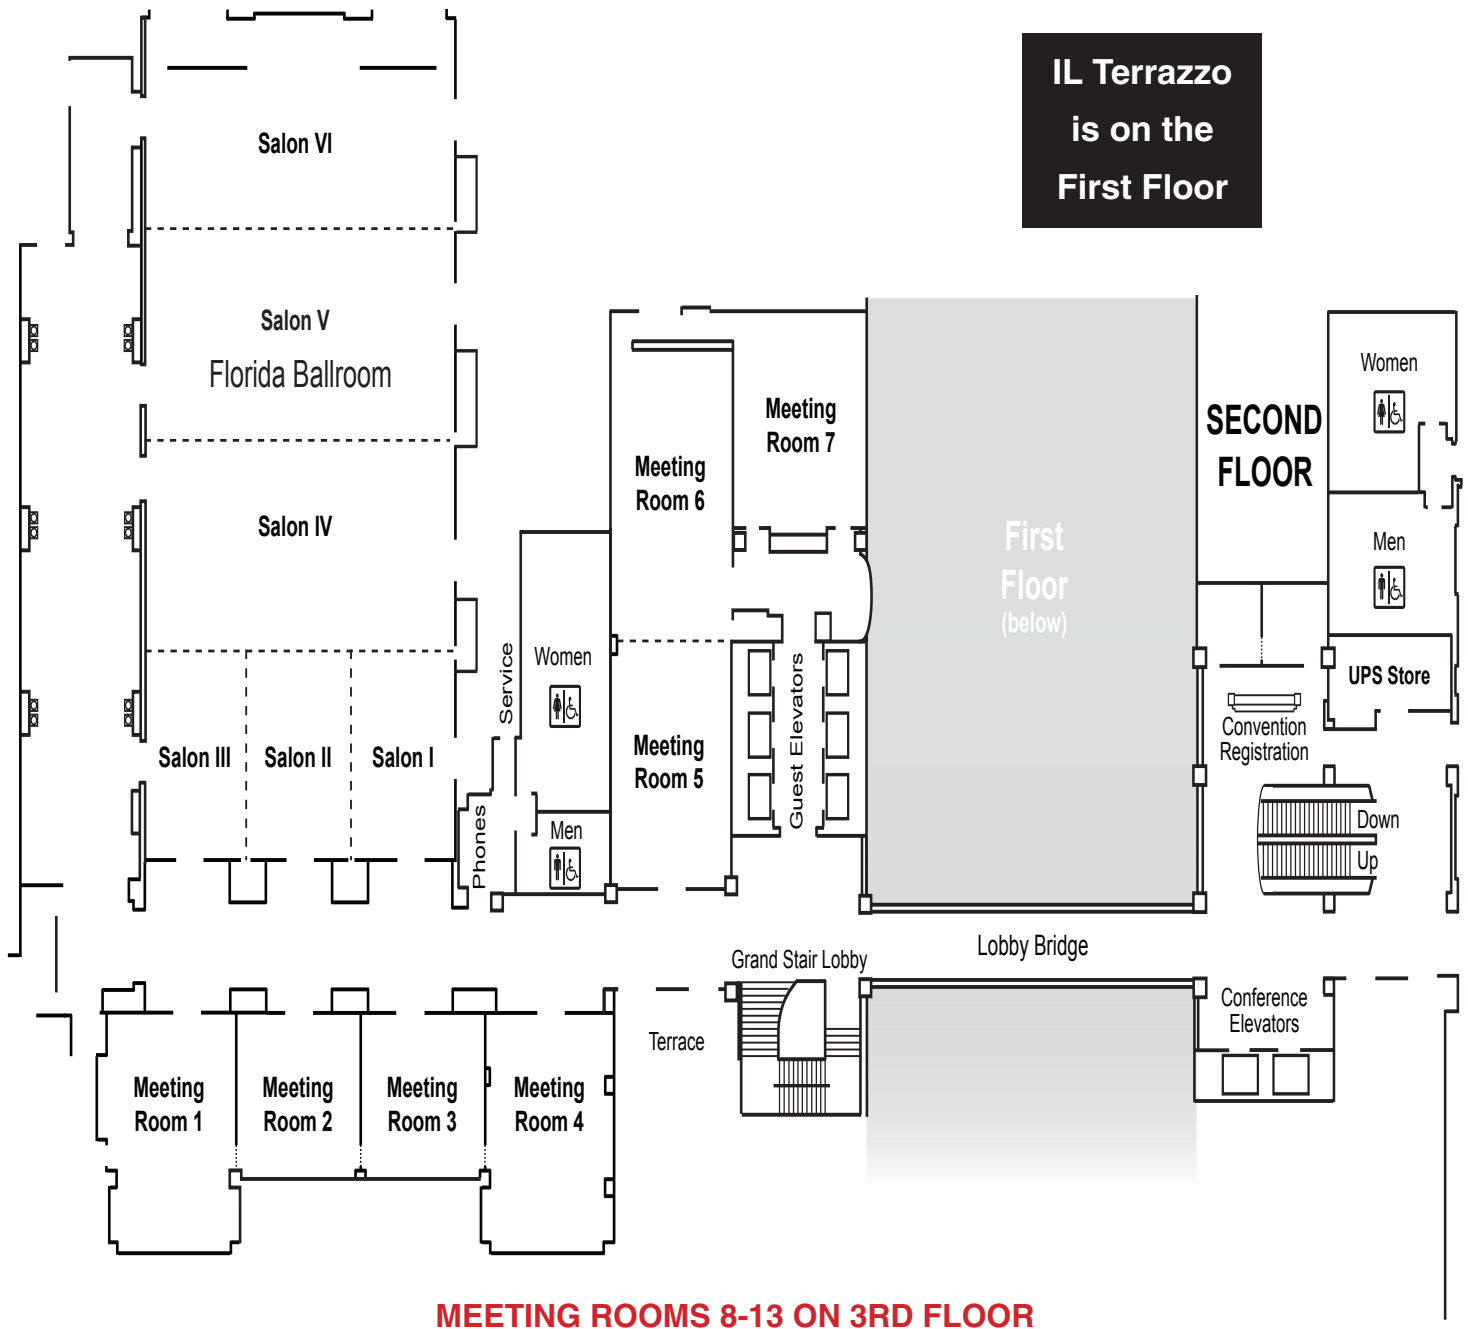 IL Terrazzo
is on the
First Floor
Salon VI
Salon V
Florida Ballroom
Salon IV
Salon III
Salon II
Salon I
Service
Phones
Women
Men
Meeting
Room 6
Meeting
Room 7
Meeting
Room 5
Guest Elevators
First
Floor
(below)
SECOND
FLOOR
Women
Men
UPS Store
Convention
Registration
Down
Up
Lobby Bridge
Grand Stair Lobby
Terrace
Conference
Elevators
Meeting
Room 1
Meeting
Room 2
Meeting
Room 3
Meeting
Room 4
MEETING ROOMS 8-13 ON 3RD FLOOR